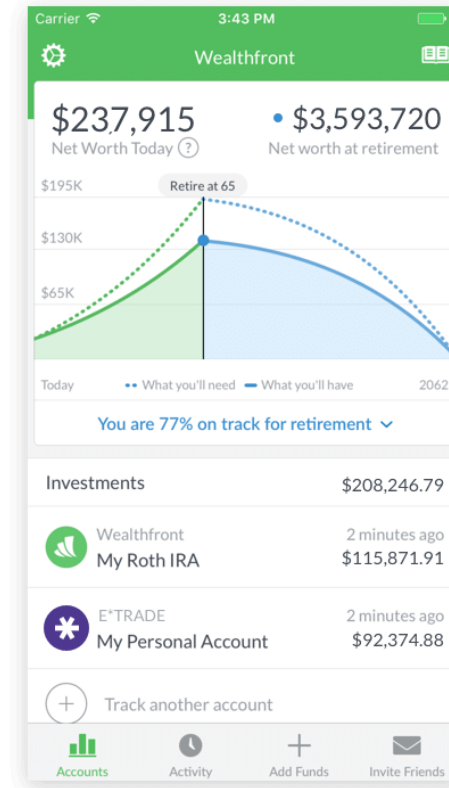 Carrier 3:43 PM
Wealthfront
$237,915 $3,593,720
Net Worth Today ? Net worth at retirement
$195K Retire at 65
$130K
$65K
Today What you'll need What you'll have 2062
You are 77% on track for retirement
Investments $208,246.79
Wealthfront 2 minutes ago
My Roth IRA $115,871.91
E*TRADE 2 minutes ago
My Personal Account $92,374.88
Track another account
Accounts Activity Add Funds Invite Friends